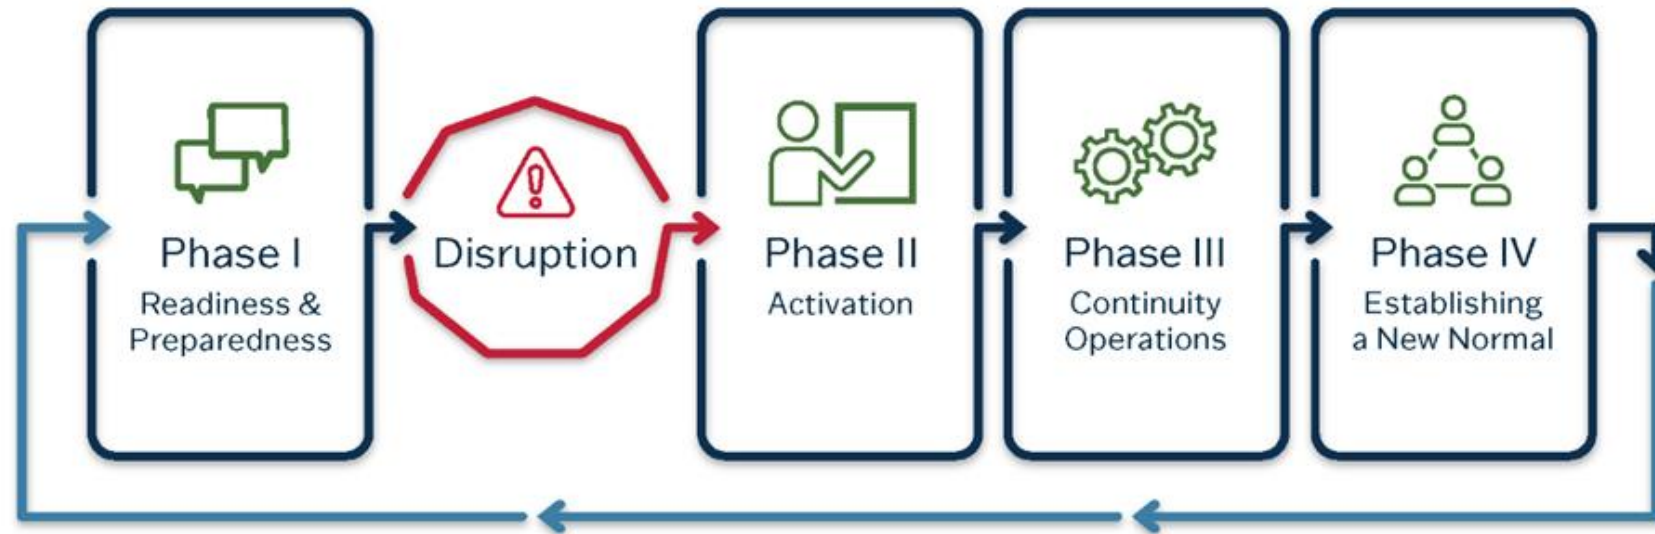 Phase I
Readiness &
Preparedness
Disruption
Phase II
Activation
Phase III
Continuity
Operations
Phase IV
Establishing
a New Normal